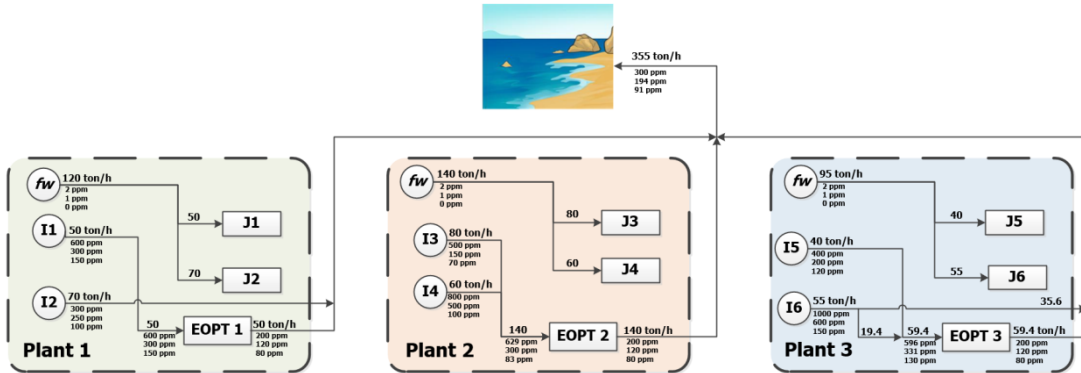 355 ton/h
300 ppm
194 ppm
91 ppm
fw
120 ton/h
2 ppm
1 ppm
0 ppm
50
J1
I1
50 ton/h
600 ppm
300 ppm
150 ppm
70
J2
I2
70 ton/h
300 ppm
250 ppm
100 ppm
50
600 ppm
300 ppm
150 ppm
EOPT 1
50 ton/h
200 ppm
120 ppm
80 ppm
Plant 1
fw
140 ton/h
2 ppm
1 ppm
0 ppm
80
J3
I3
80 ton/h
500 ppm
150 ppm
70 ppm
60
J4
I4
60 ton/h
800 ppm
500 ppm
100 ppm
140
629 ppm
300 ppm
83 ppm
EOPT 2
140 ton/h
200 ppm
120 ppm
80 ppm
Plant 2
fw
95 ton/h
2 ppm
1 ppm
0 ppm
40
J5
I5
40 ton/h
400 ppm
200 ppm
120 ppm
55
J6
I6
55 ton/h
1000 ppm
600 ppm
150 ppm
35.6
19.4
59.4
596 ppm
331 ppm
130 ppm
EOPT 3
59.4 ton/h
200 ppm
120 ppm
80 ppm
Plant 3